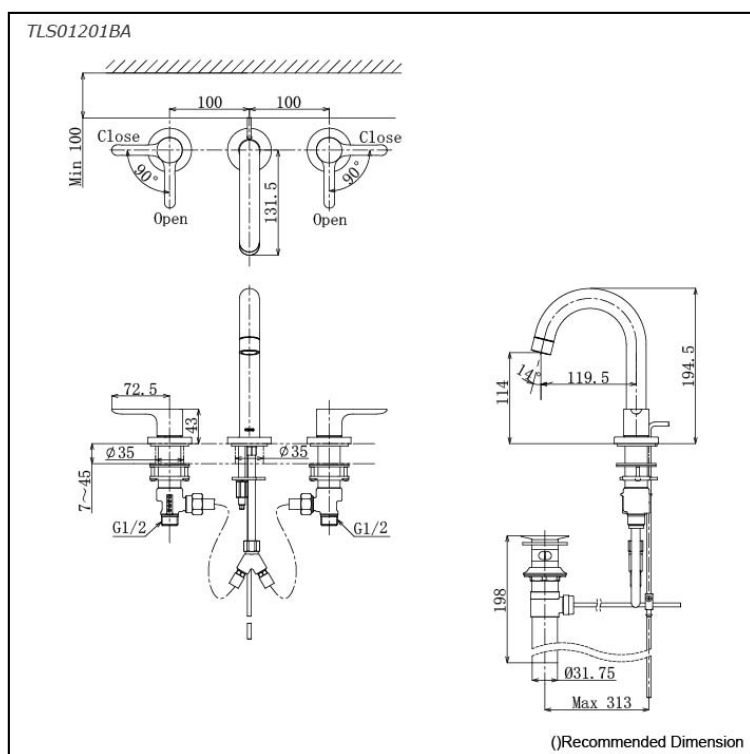 TLS01201BA
100 100
Min 100
Close Close
90° 90°
Open Open
131.5
72.5
43
Ø35 Ø35
7～45
G1/2 G1/2
194.5
114
14°
119.5
198
Ø31.75
Max 313
()Recommended Dimension